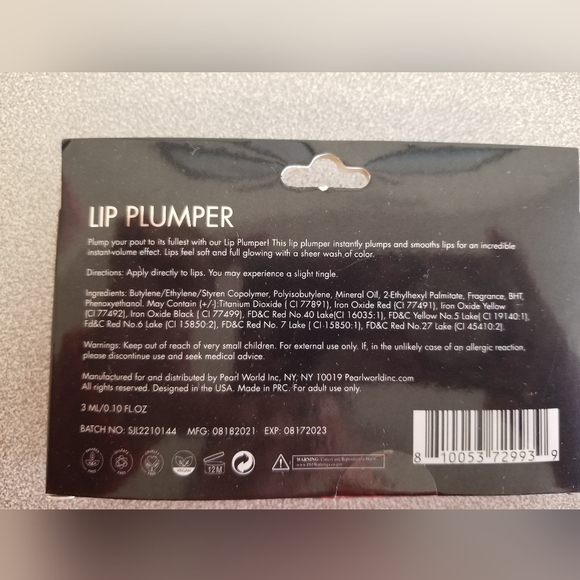 LIP PLUMPER
Plump your pout to its fullest with our Lip Plumper! This lip plumper instantly plumps and smooths lips for an incredible
instant-volume effect. Lips feel soft and full glowing with a sheer wash of color.
Directions: Apply directly to lips. You may experience a slight tingle.
Ingredients: Butylene/Ethylene/Styren Copolymer, Polyisobutylene, Mineral Oil, 2-Ethylhexyl Palmitate, Fragrance, BHT,
Phenoxyethanol. May Contain (+/-):Titanium Dioxide ( CI 77891), Iron Oxide Red (CI 77491), Iron Oxide Yellow
(CI 77492), Iron Oxide Black ( CI 77499), FD&C Red No.40 Lake(CI16035:1), FD&C Yellow No.5 Lake( CI 19140:1),
Fd&C Red No.6 Lake (CI 15850:2), FD&C Red No. 7 Lake ( CI 15850:1), FD&C Red No.27 Lake (CI 45410:2).
Warnings: Keep out of reach of very small children. For external use only. If, in the unlikely case of an allergic reaction,
please discontinue use and seek medical advice.
Manufactured for and distributed by Pearl World Inc, NY, NY 10019 Pearlworldinc.com
All rights reserved. Designed in the USA. Made in PRC. For adult use only.
3 ML/0.10 FL.OZ
BATCH NO: SJL2210144 MFG: 08182021 EXP: 08172023
VEGAN 12M WARNING:
8 10053 72993 9